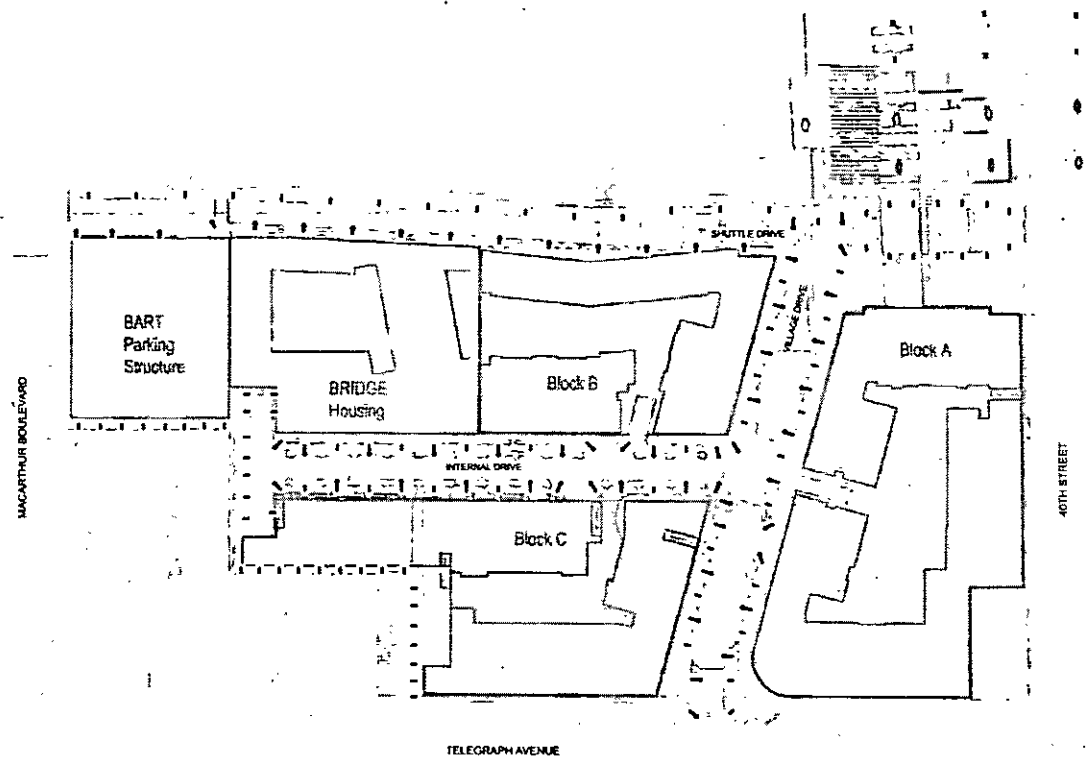 SHUTTLE DRIVE
VILLAGE DRIVE
BART
Parking
Structure
BRIDGE
Housing
Block B
Block A
MACARTHUR BOULEVARD
INTERNAL DRIVE
40TH STREET
Block C
TELEGRAPH AVENUE